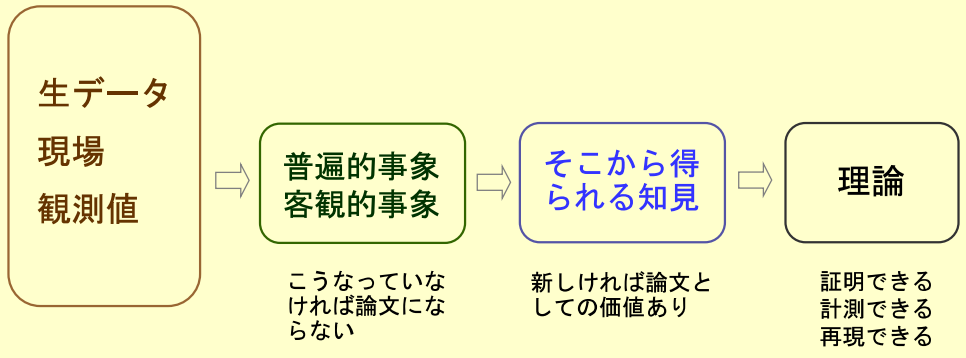 生データ
現場
観測値
普遍的事象
客観的事象
こうなっていな
ければ論文にな
らない
そこから得
られる知見
新しければ論文と
しての価値あり
理論
証明できる
計測できる
再現できる